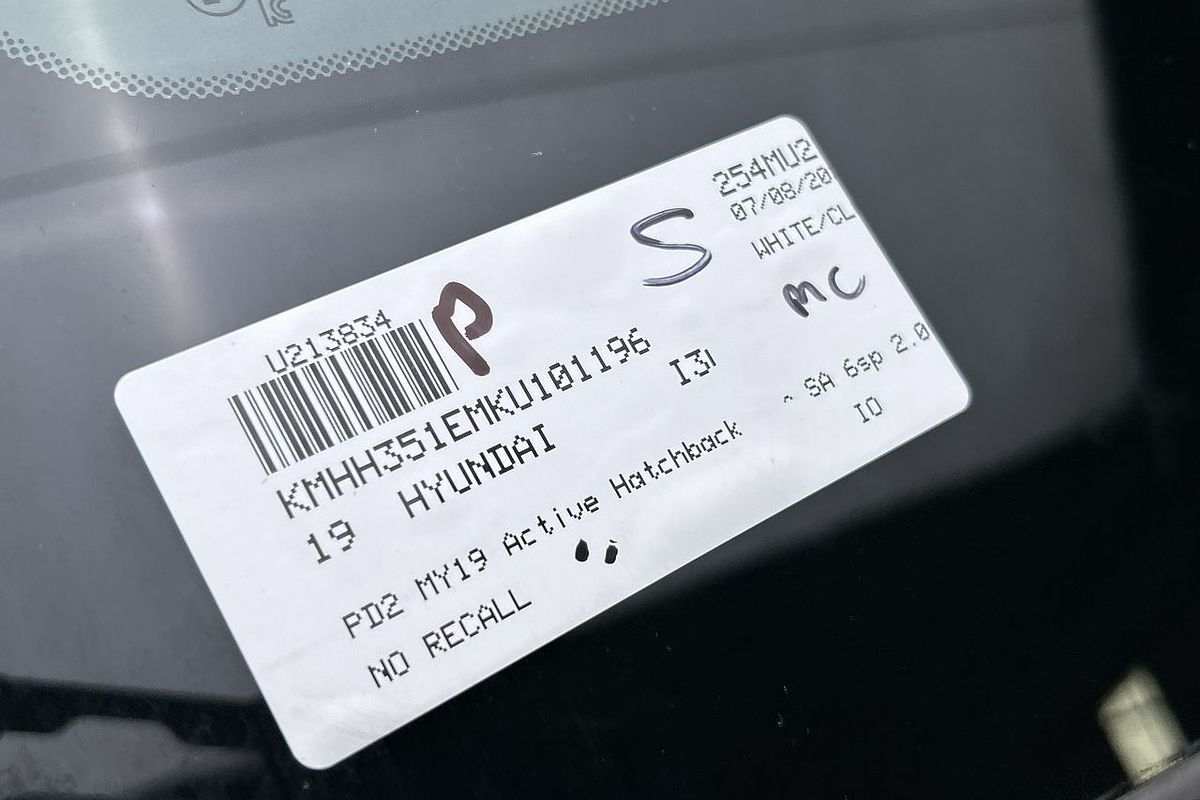 254MU2
07/08/20
WHITE/CL
S
MC
U213834
P
KMHH351EMKU101196
19 HYUNDAI I3
PD2 MY19 Active Hatchback SA 6sp 2.0
NO RECALL IO